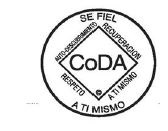 SE FIEL
AUTO-DESCUBRIMIENTO
RECUPERACION
CoDA
RESPETO
A TI MISMO
A TI MISMO